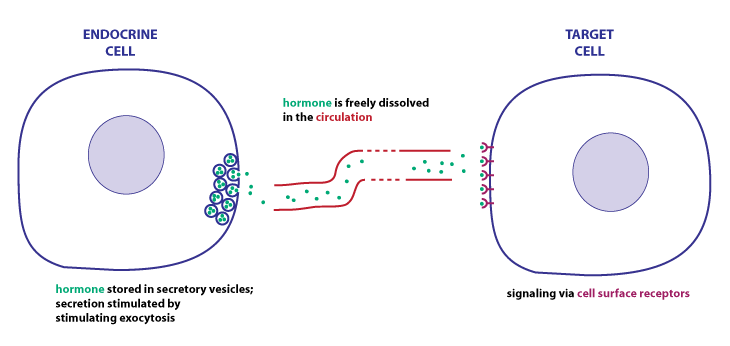 ENDOCRINE
CELL
TARGET
CELL
hormone is freely dissolved
in the circulation
hormone stored in secretory vesicles;
secretion stimulated by
stimulating exocytosis
signaling via cell surface receptors